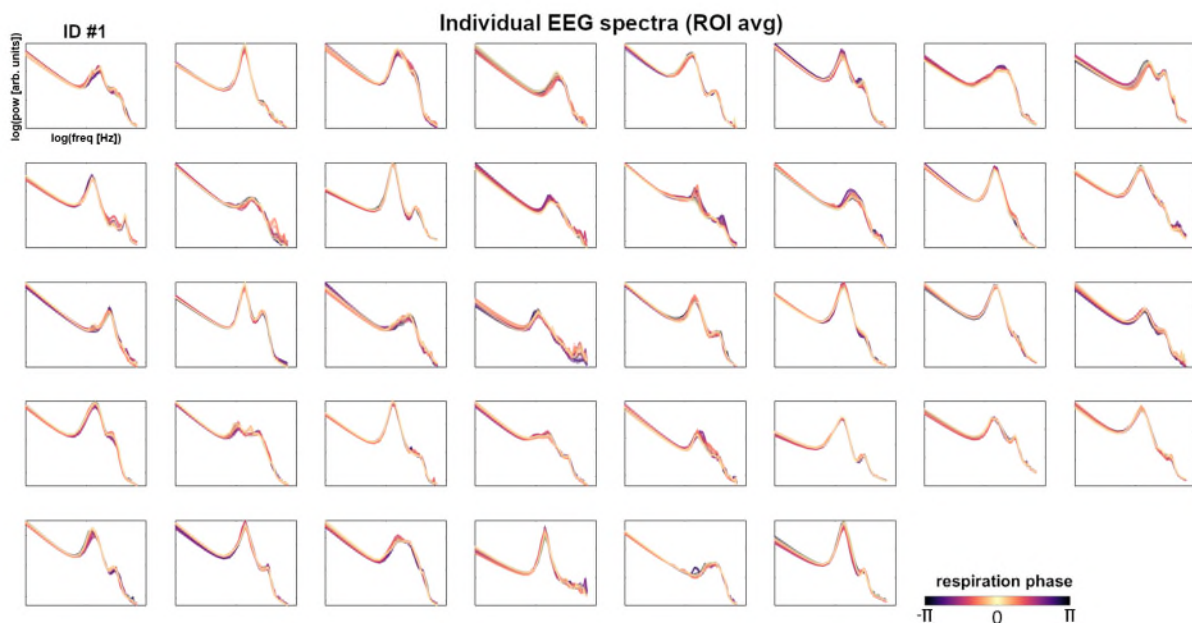 Individual EEG spectra (ROI avg)
ID #1
log(pow [arb. units])
log(freq [Hz])
respiration phase
-π 0 π